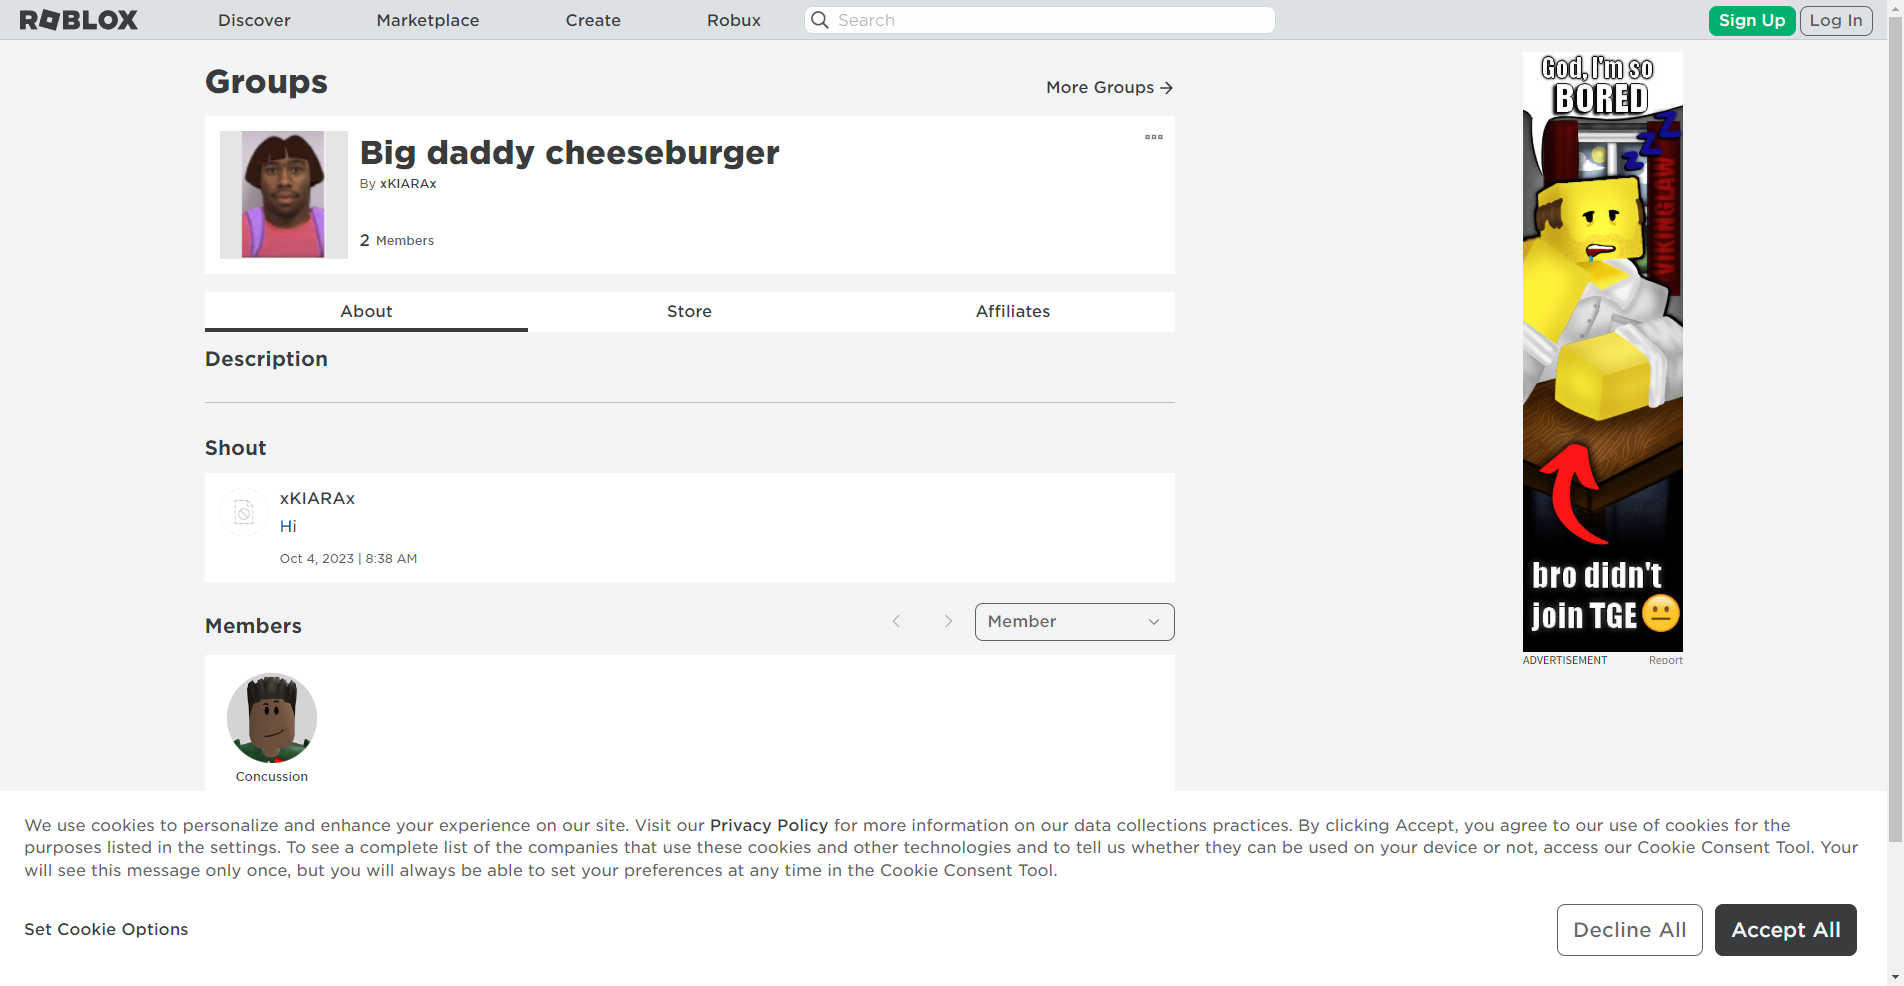 ROBLOX
Discover
Marketplace
Create
Robux
Search
Sign Up
Log In
Groups
More Groups →
Big daddy cheeseburger
By xKIARAx
2 Members
About
Store
Affiliates
Description
Shout
xKIARAx
Hi
Oct 4, 2023 | 8:38 AM
Members
Member
Concussion
God, I'm so
BORED
zzz
VIKINGLAW
bro didn't
join TGE😐
ADVERTISEMENT
Report
We use cookies to personalize and enhance your experience on our site. Visit our Privacy Policy for more information on our data collections practices. By clicking Accept, you agree to our use of cookies for the
purposes listed in the settings. To see a complete list of the companies that use these cookies and other technologies and to tell us whether they can be used on your device or not, access our Cookie Consent Tool. Your
will see this message only once, but you will always be able to set your preferences at any time in the Cookie Consent Tool.
Set Cookie Options
Decline All
Accept All